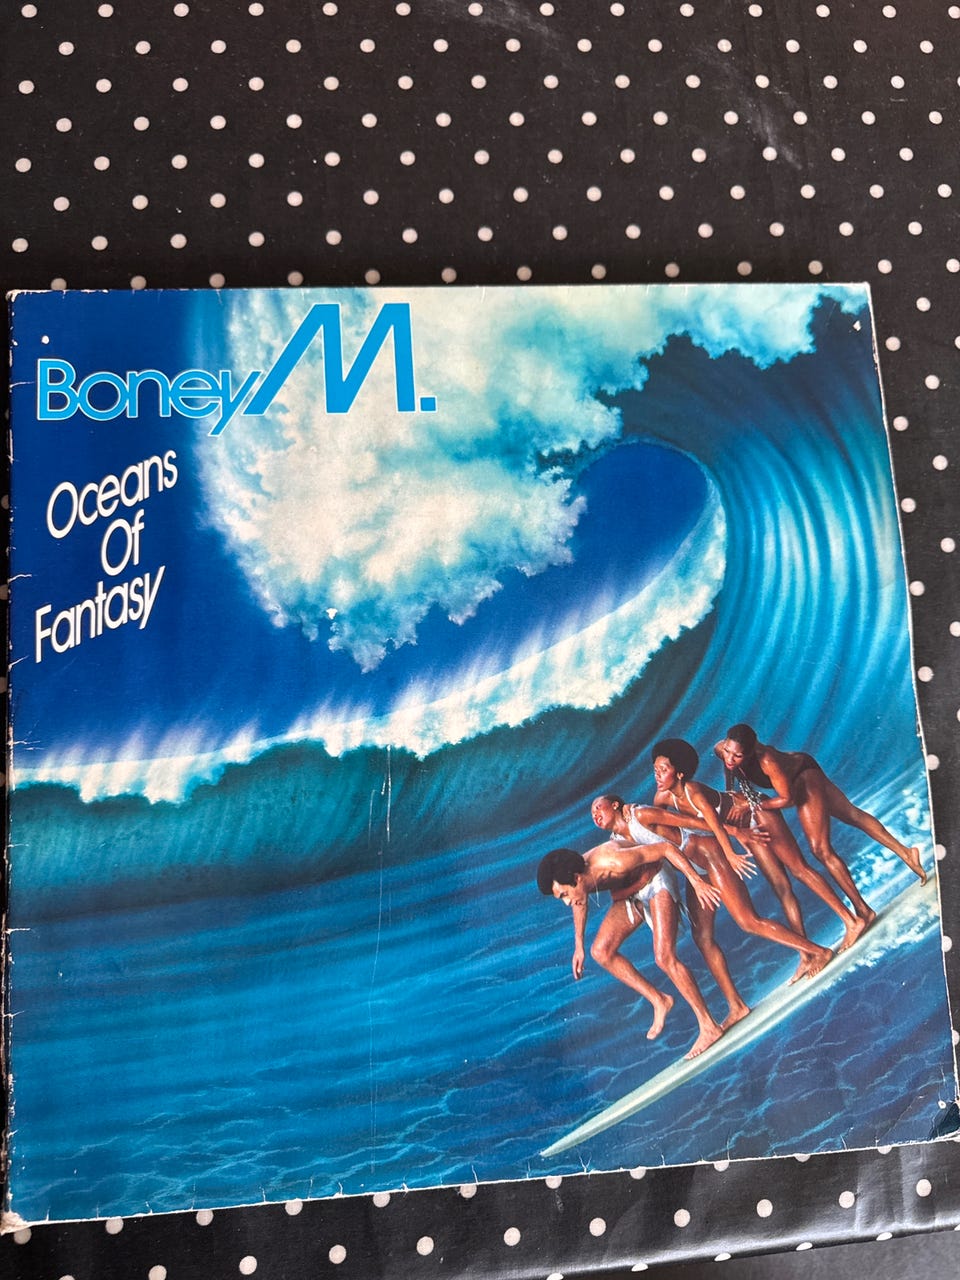 Boney M.
Oceans
Of
Fantasy